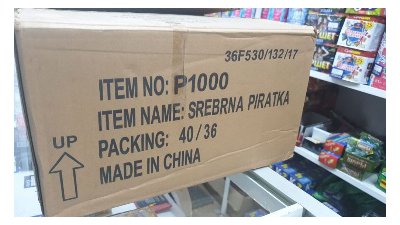 36F530/132/17
ITEM NO: P1000
ITEM NAME: SREBRNA PIRATKA
PACKING: 40/36
MADE IN CHINA
UP